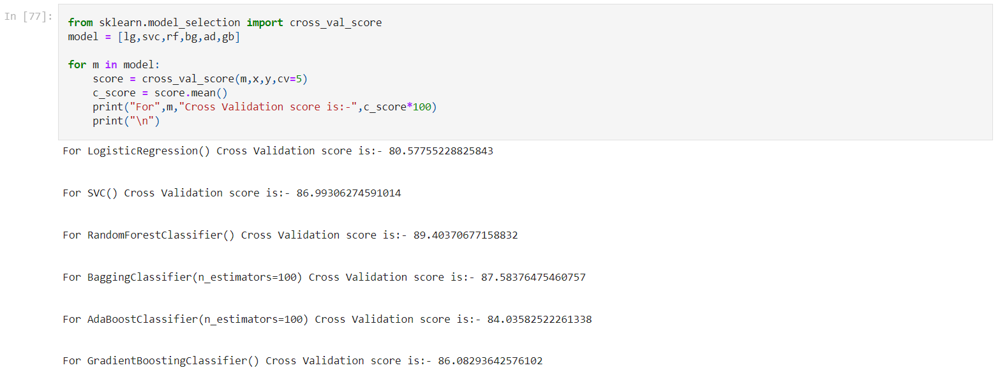 In [77]:
from sklearn.model_selection import cross_val_score
model = [lg,svc,rf,bg,ad,gb]
for m in model:
    score = cross_val_score(m,x,y,cv=5)
    c_score = score.mean()
    print("For",m,"Cross Validation score is:-",c_score*100)
    print("\n")
For LogisticRegression() Cross Validation score is:- 80.57755228825843
For SVC() Cross Validation score is:- 86.99306274591014
For RandomForestClassifier() Cross Validation score is:- 89.40370677158832
For BaggingClassifier(n_estimators=100) Cross Validation score is:- 87.58376475460757
For AdaBoostClassifier(n_estimators=100) Cross Validation score is:- 84.03582522261338
For GradientBoostingClassifier() Cross Validation score is:- 86.08293642576102